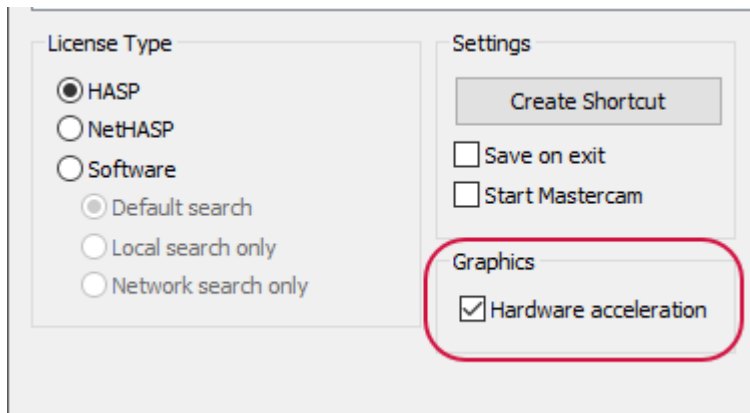 License Type
HASP
NetHASP
Software
Default search
Local search only
Network search only
Settings
Create Shortcut
Save on exit
Start Mastercam
Graphics
Hardware acceleration